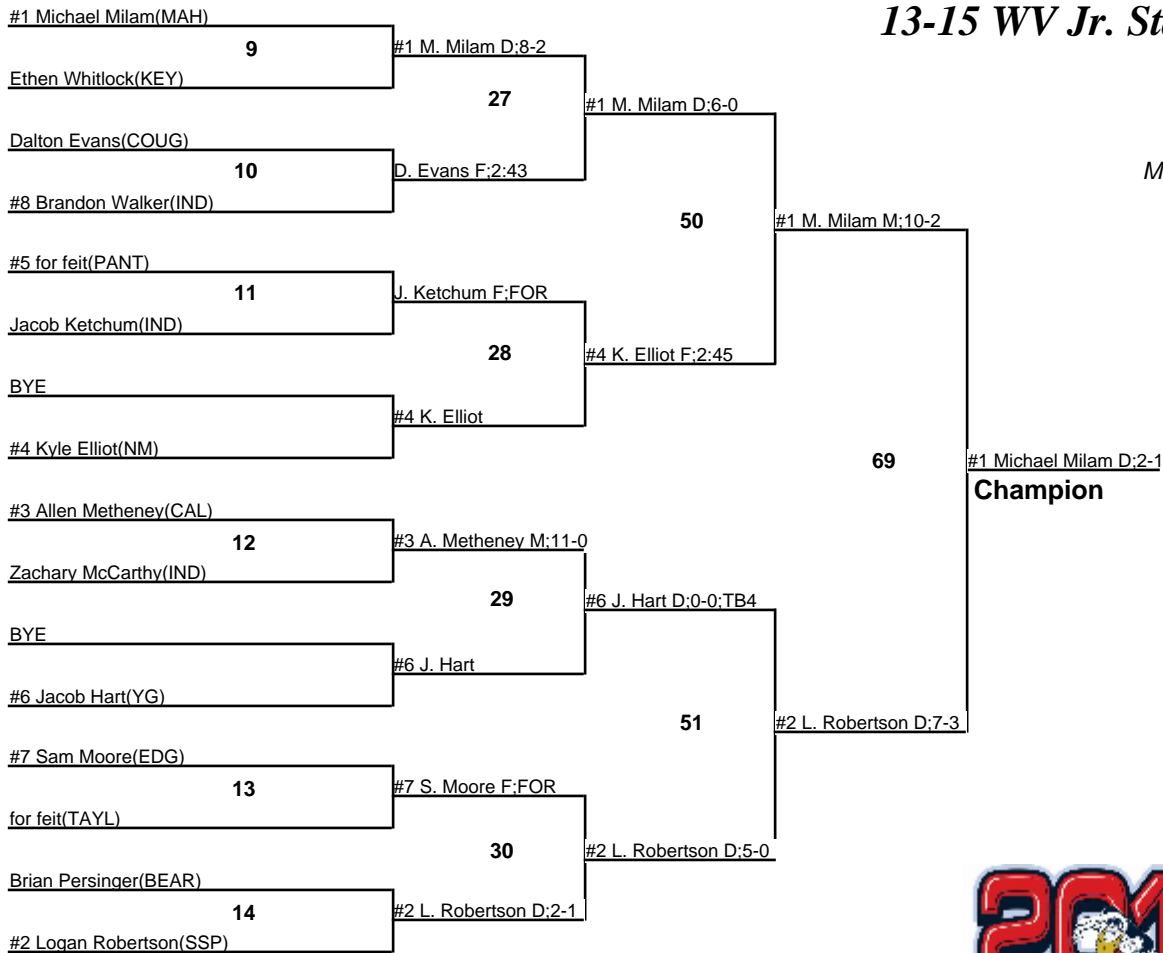 #1 Michael Milam(MAH)
13-15 WV Jr. St
9
#1 M. Milam D;8-2
Ethen Whitlock(KEY)
27
#1 M. Milam D;6-0
Dalton Evans(COUG)
10
D. Evans F;2:43
M
#8 Brandon Walker(IND)
50
#1 M. Milam M;10-2
#5 for feit(PANT)
11
J. Ketchum F;FOR
Jacob Ketchum(IND)
28
#4 K. Elliot F;2:45
BYE
#4 K. Elliot
#4 Kyle Elliot(NM)
69
#1 Michael Milam D;2-1
Champion
#3 Allen Metheney(CAL)
12
#3 A. Metheney M;11-0
Zachary McCarthy(IND)
29
#6 J. Hart D;0-0;TB4
BYE
#6 J. Hart
#6 Jacob Hart(YG)
51
#2 L. Robertson D;7-3
#7 Sam Moore(EDG)
13
#7 S. Moore F;FOR
for feit(TAYL)
30
#2 L. Robertson D;5-0
Brian Persinger(BEAR)
14
#2 L. Robertson D;2-1
#2 Logan Robertson(SSP)
201